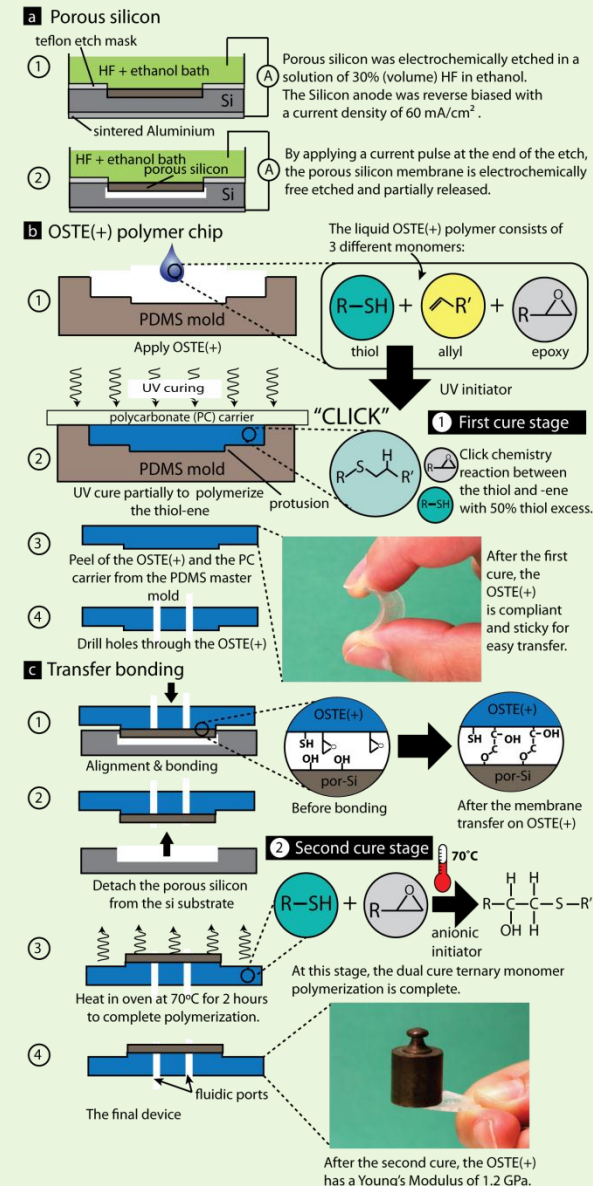 a Porous silicon
teflon etch mask
1
HF + ethanol bath
A
Si
sintered Aluminium
Porous silicon was electrochemically etched in a
solution of 30% (volume) HF in ethanol.
The Silicon anode was reverse biased with
a current density of 60 mA/cm².
2
HF + ethanol bath
porous silicon
A
Si
By applying a current pulse at the end of the etch,
the porous silicon membrane is electrochemically
free etched and partially released.
b OSTE(+) polymer chip
The liquid OSTE(+) polymer consists of
3 different monomers:
1
PDMS mold
Apply OSTE(+)
R—SH + R' + R O
thiol allyl epoxy
UV initiator
UV curing
polycarbonate (PC) carrier
2
PDMS mold
UV cure partially to polymerize
the thiol-ene
protusion
"CLICK"
R S H R'
1 First cure stage
R O
R—SH
Click chemistry
reaction between
the thiol and -ene
with 50% thiol excess.
3
Peel of the OSTE(+) and the PC
carrier from the PDMS master
mold
4
Drill holes through the OSTE(+)
After the first
cure, the
OSTE(+)
is compliant
and sticky for
easy transfer.
c Transfer bonding
1
Alignment & bonding
OSTE(+)
SH O O
OH OH
por-Si
Before bonding
OSTE(+)
SH C—OH C—OH
C C
O O
por-Si
After the membrane
transfer on OSTE(+)
2
Detach the porous silicon
from the si substrate
2 Second cure stage
70°C
R—SH + R O
anionic
initiator
H H
R—C—C—S—R'
OH H
At this stage, the dual cure ternary monomer
polymerization is complete.
3
Heat in oven at 70°C for 2 hours
to complete polymerization.
4
fluidic ports
The final device
After the second cure, the OSTE(+)
has a Young's Modulus of 1.2 GPa.